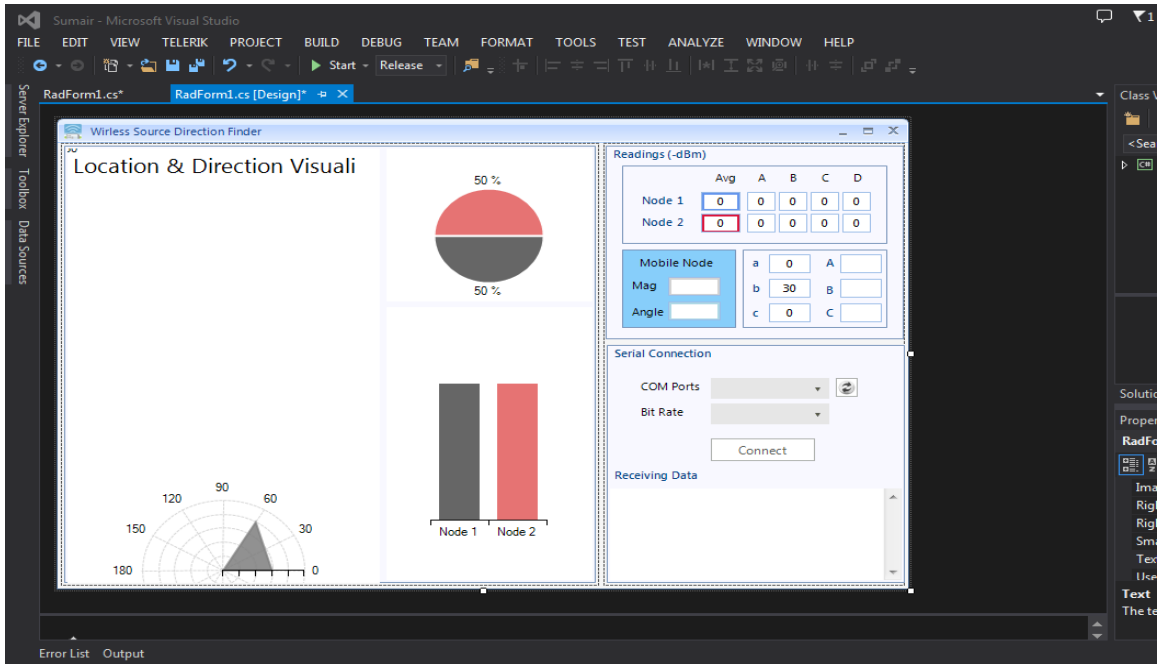 Sumair - Microsoft Visual Studio
1
FILE EDIT VIEW TELERIK PROJECT BUILD DEBUG TEAM FORMAT TOOLS TEST ANALYZE WINDOW HELP
Start Release
Server Explorer
Toolbox
Data Sources
RadForm1.cs* RadForm1.cs [Design]*
Wirless Source Direction Finder
Location & Direction Visuali
50 %
50 %
Node 1 Node 2
90
120 60
150 30
180 0
Readings (-dBm)
Avg A B C D
Node 1 0 0 0 0 0
Node 2 0 0 0 0 0
Mobile Node
Mag
Angle
a 0 A
b 30 B
c 0 C
Serial Connection
COM Ports
Bit Rate
Connect
Receiving Data
Class V
<Sea
C#
Solutio
Proper
RadFo
Ima
Righ
Righ
Sma
Tex
Use
Text
The te
Error List Output